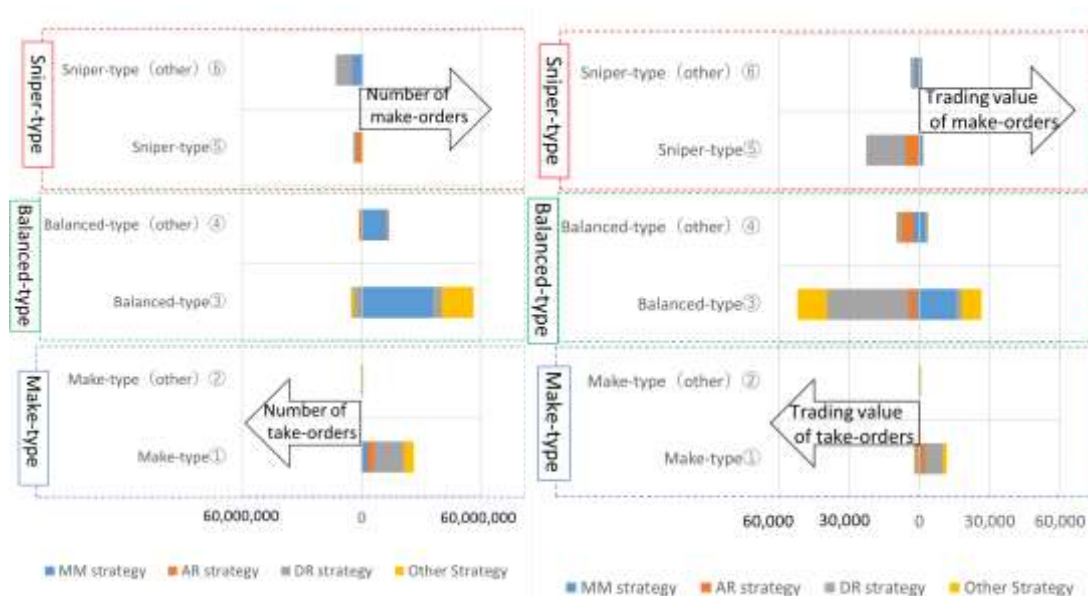 Sniper-type
Sniper-type（other）⑥
Number of
make-orders
Sniper-type⑤
Balanced-type
Balanced-type（other）④
Balanced-type③
Make-type
Make-type（other）②
Number of
take-orders
Make-type①
60,000,000 0 60,000,000
MM strategy AR strategy DR strategy Other Strategy
Sniper-type
Sniper-type（other）⑥
Trading value
of make-orders
Sniper-type⑤
Balanced-type
Balanced-type（other）④
Balanced-type③
Make-type
Make-type（other）②
Trading value
of take-orders
Make-type①
60,000 30,000 0 30,000 60,000
MM strategy AR strategy DR strategy Other Strategy